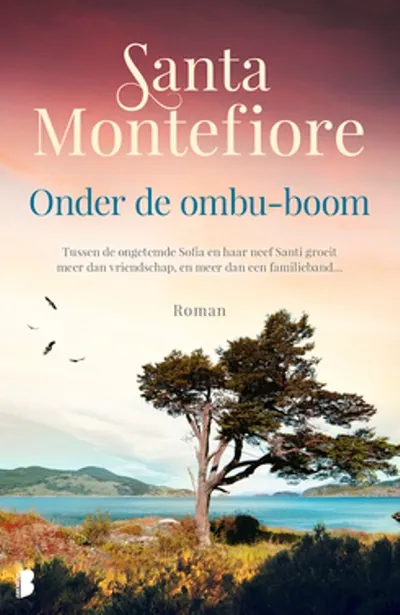 Santa
Montefiore
Onder de ombu-boom
Tussen de ongetemde Sofia en haar neef Santi groeit
meer dan vriendschap, en meer dan een familieband...
Roman
B